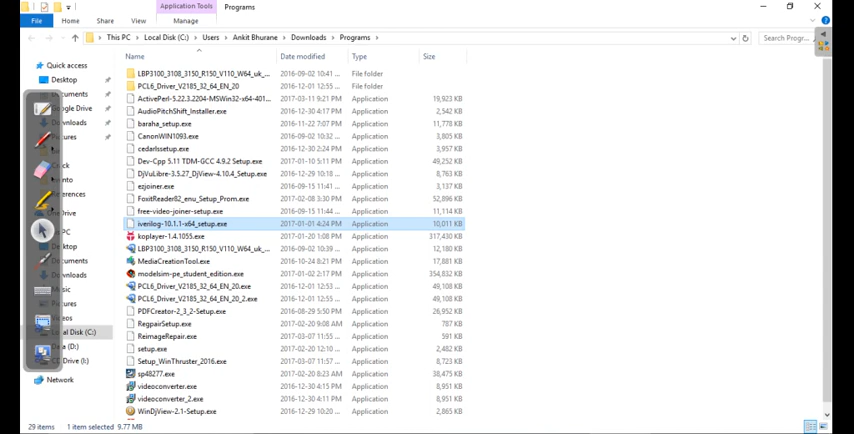 Application Tools Programs
File Home Share View Manage
This PC > Local Disk (C:) > Users > Ankit Bhurane > Downloads > Programs > Search Progr...
Name Date modified Type Size
Quick access
Desktop
Documents
Google Drive
Downloads
Pictures
OneDrive
Desktop
Documents
Downloads
Music
Pictures
Videos
Local Disk (C:)
Data (D:)
CD Drive (I:)
Network
LBP3100_3108_3150_R150_V110_W64_uk_... 2016-09-02 10:41 ... File folder
PCL6_Driver_V2185_32_64_EN_20 2016-12-01 12:55 ... File folder
ActivePerl-5.22.3.2204-MSWin32-x64-401... 2017-03-11 9:21 PM Application 19,923 KB
AudioPitchShift_Installer.exe 2016-12-30 4:17 PM Application 2,542 KB
baraha_setup.exe 2016-11-22 7:07 PM Application 11,778 KB
CanonWIN1093.exe 2016-09-02 10:32 ... Application 3,805 KB
cedarlssetup.exe 2016-12-30 2:24 PM Application 3,957 KB
Dev-Cpp 5.11 TDM-GCC 4.9.2 Setup.exe 2017-01-10 5:11 PM Application 49,252 KB
DjVuLibre-3.5.27_DjView-4.10.4_Setup.exe 2016-12-29 10:18 ... Application 8,763 KB
ezjoiner.exe 2016-09-15 11:41 ... Application 3,137 KB
FoxitReader82_enu_Setup_Prom.exe 2017-02-08 3:30 PM Application 52,896 KB
free-video-joiner-setup.exe 2016-09-15 11:44 ... Application 11,114 KB
iverilog-10.1.1-x64_setup.exe 2017-01-01 4:24 PM Application 10,011 KB
koplayer-1.4.1055.exe 2017-01-20 1:08 PM Application 317,430 KB
LBP3100_3108_3150_R150_V110_W64_uk_... 2016-09-02 10:39 ... Application 12,180 KB
MediaCreationTool.exe 2016-10-24 8:21 PM Application 17,881 KB
modelsim-pe_student_edition.exe 2017-01-02 2:17 PM Application 354,832 KB
PCL6_Driver_V2185_32_64_EN_20.exe 2016-12-01 12:53 ... Application 49,108 KB
PCL6_Driver_V2185_32_64_EN_20_2.exe 2016-12-01 12:55 ... Application 49,108 KB
PDFCreator-2_3_2-Setup.exe 2016-08-29 5:50 PM Application 26,952 KB
RegpairSetup.exe 2017-02-20 9:08 AM Application 787 KB
ReimageRepair.exe 2017-03-07 11:55 ... Application 591 KB
setup.exe 2017-02-20 12:10 ... Application 2,482 KB
Setup_WinThruster_2016.exe 2017-03-07 11:57 ... Application 8,723 KB
sp48277.exe 2017-02-20 8:23 AM Application 38,475 KB
videoconverter.exe 2016-12-30 4:15 PM Application 8,951 KB
videoconverter_2.exe 2016-12-30 4:11 PM Application 8,951 KB
WinDjView-2.1-Setup.exe 2016-12-29 10:20 ... Application 2,865 KB
29 items 1 item selected 9.77 MB